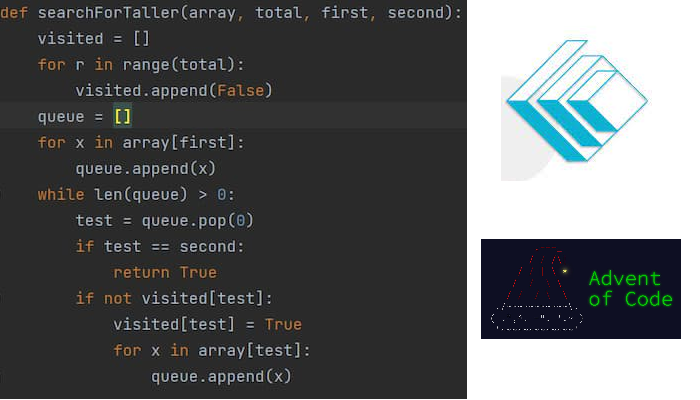 def searchForTaller(array, total, first, second):
    visited = []
    for r in range(total):
        visited.append(False)
    queue = []
    for x in array[first]:
        queue.append(x)
    while len(queue) > 0:
        test = queue.pop(0)
        if test == second:
            return True
        if not visited[test]:
            visited[test] = True
            for x in array[test]:
                queue.append(x)
Advent
of Code